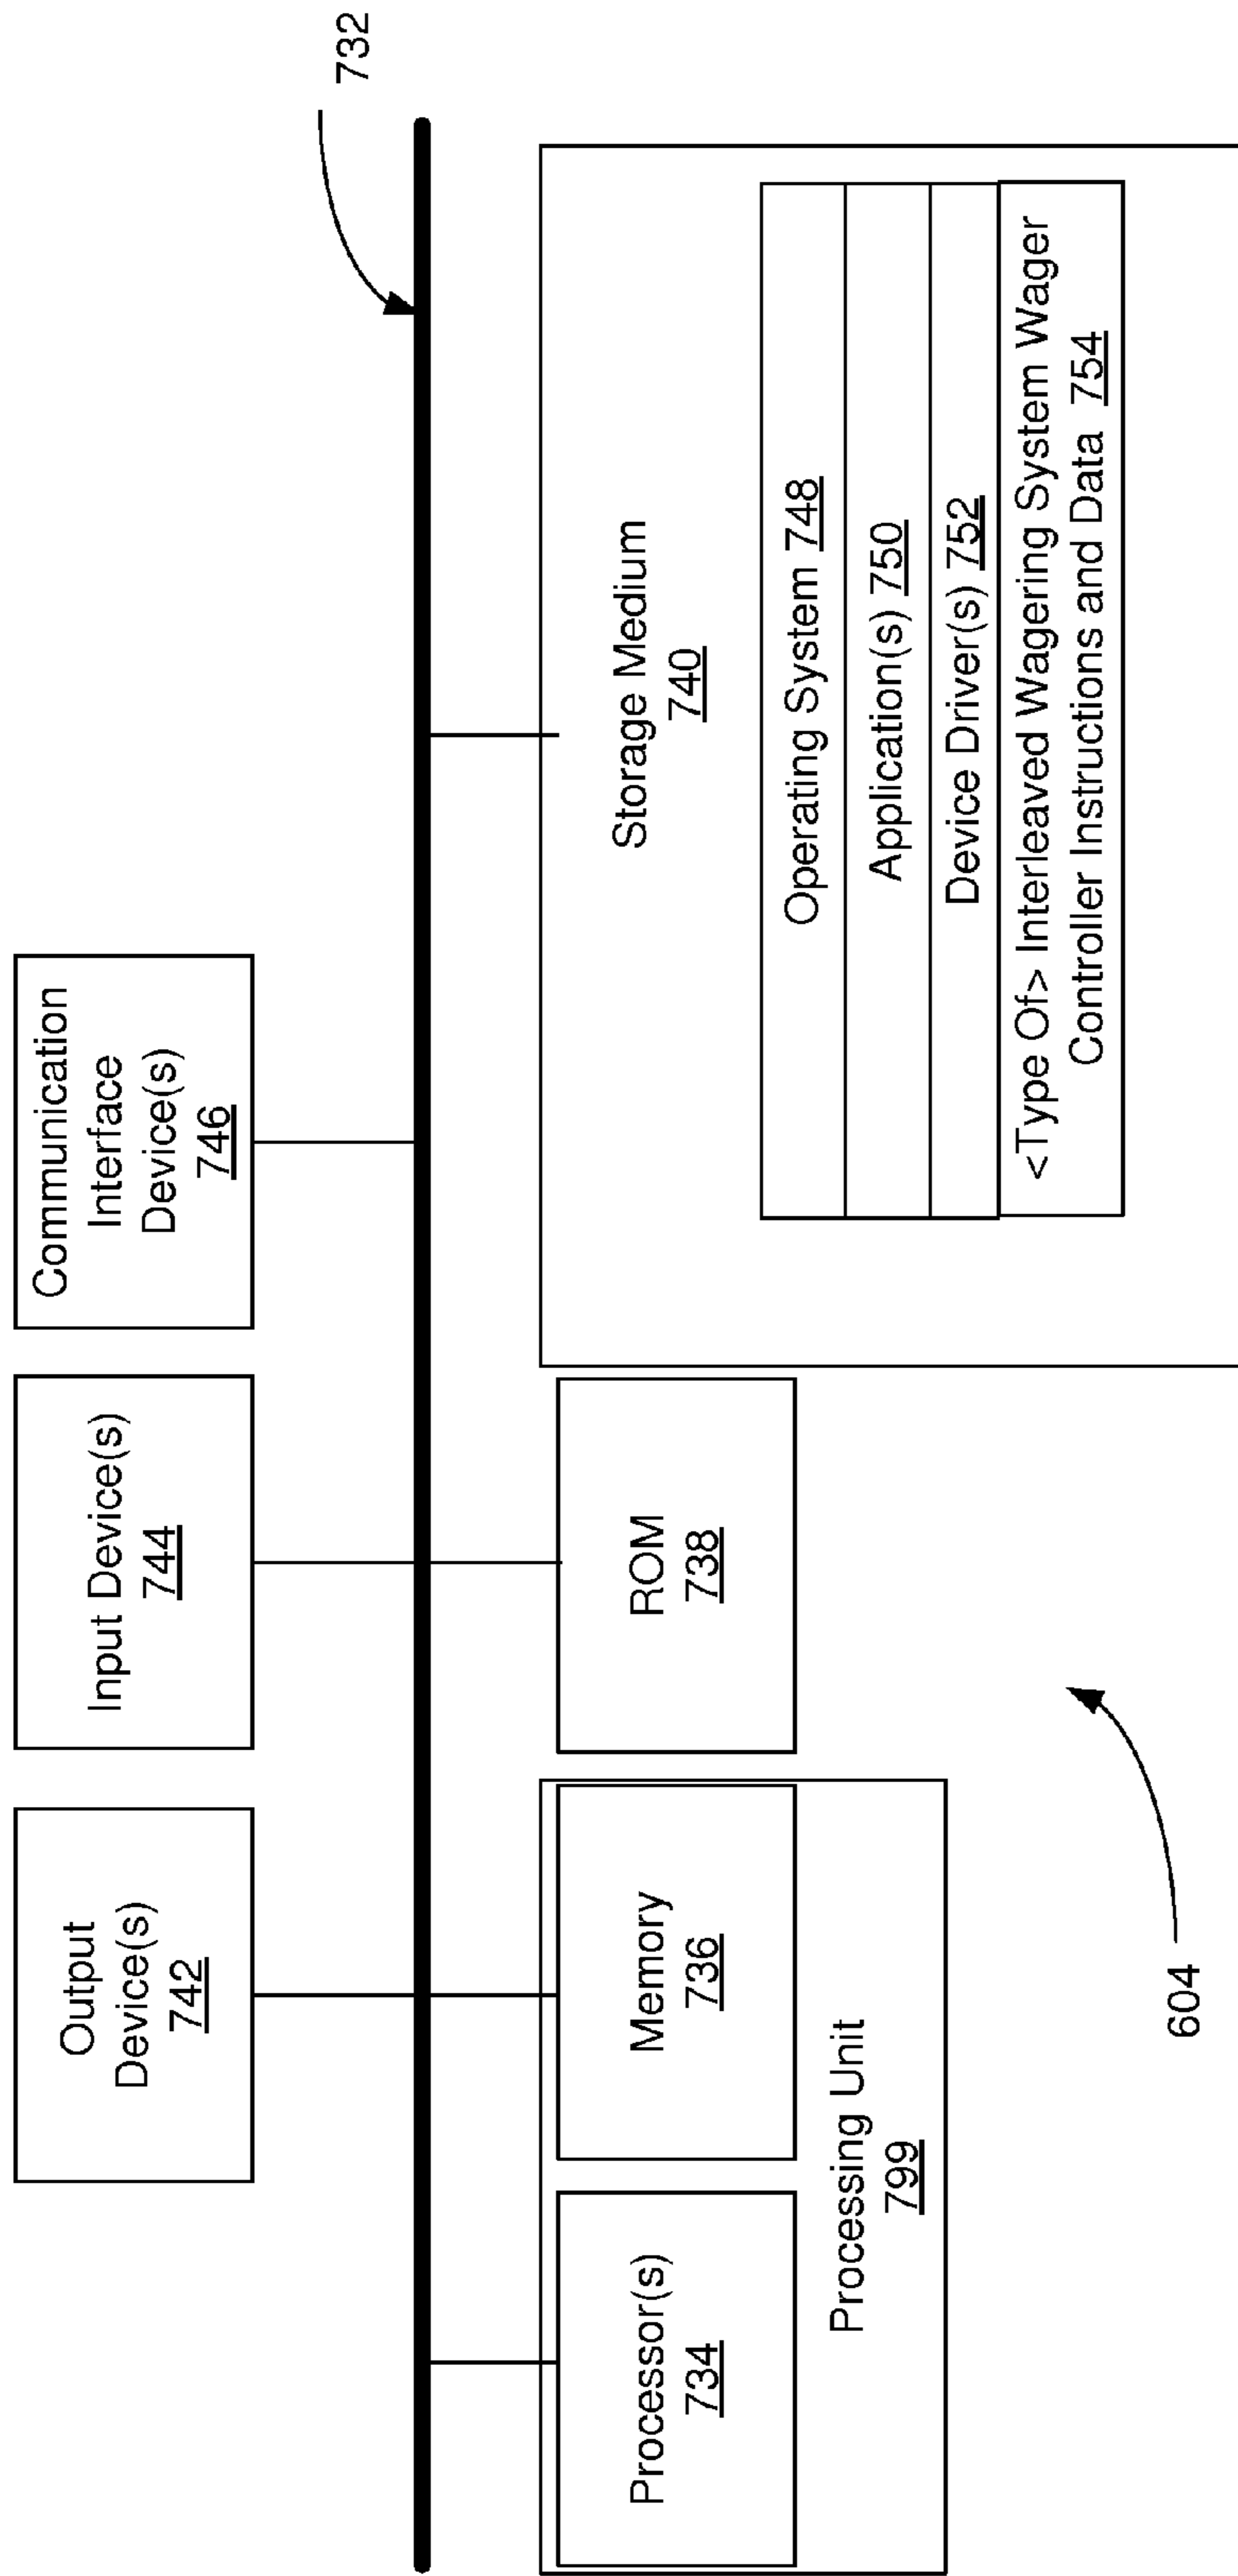 732
Output
Device(s)
742
Input Device(s)
744
Communication
Interface
Device(s)
746
Processor(s)
734
Memory
736
Processing Unit
799
ROM
738
Storage Medium
740
Operating System 748
Application(s) 750
Device Driver(s) 752
<Type Of> Interleaved Wagering System Wager
Controller Instructions and Data 754
604